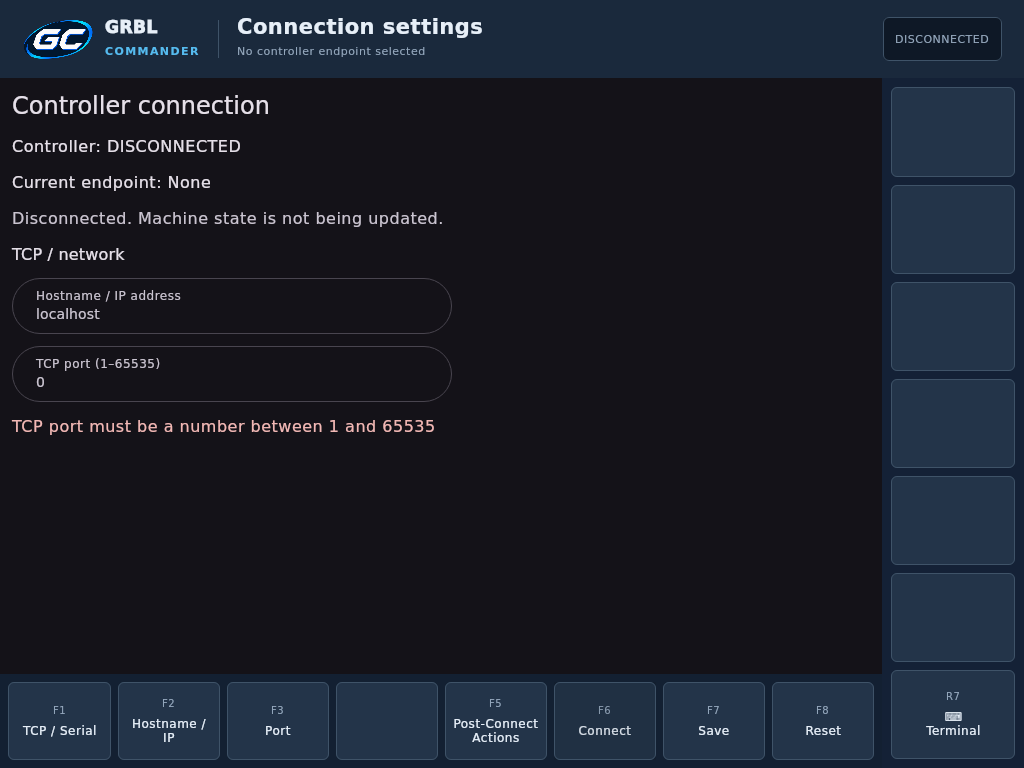 GC
GRBL
COMMANDER
Connection settings
No controller endpoint selected
DISCONNECTED
Controller connection
Controller: DISCONNECTED
Current endpoint: None
Disconnected. Machine state is not being updated.
TCP / network
Hostname / IP address
localhost
TCP port (1–65535)
0
TCP port must be a number between 1 and 65535
F1
TCP / Serial
F2
Hostname /
IP
F3
Port
F5
Post-Connect
Actions
F6
Connect
F7
Save
F8
Reset
R7
⌨
Terminal